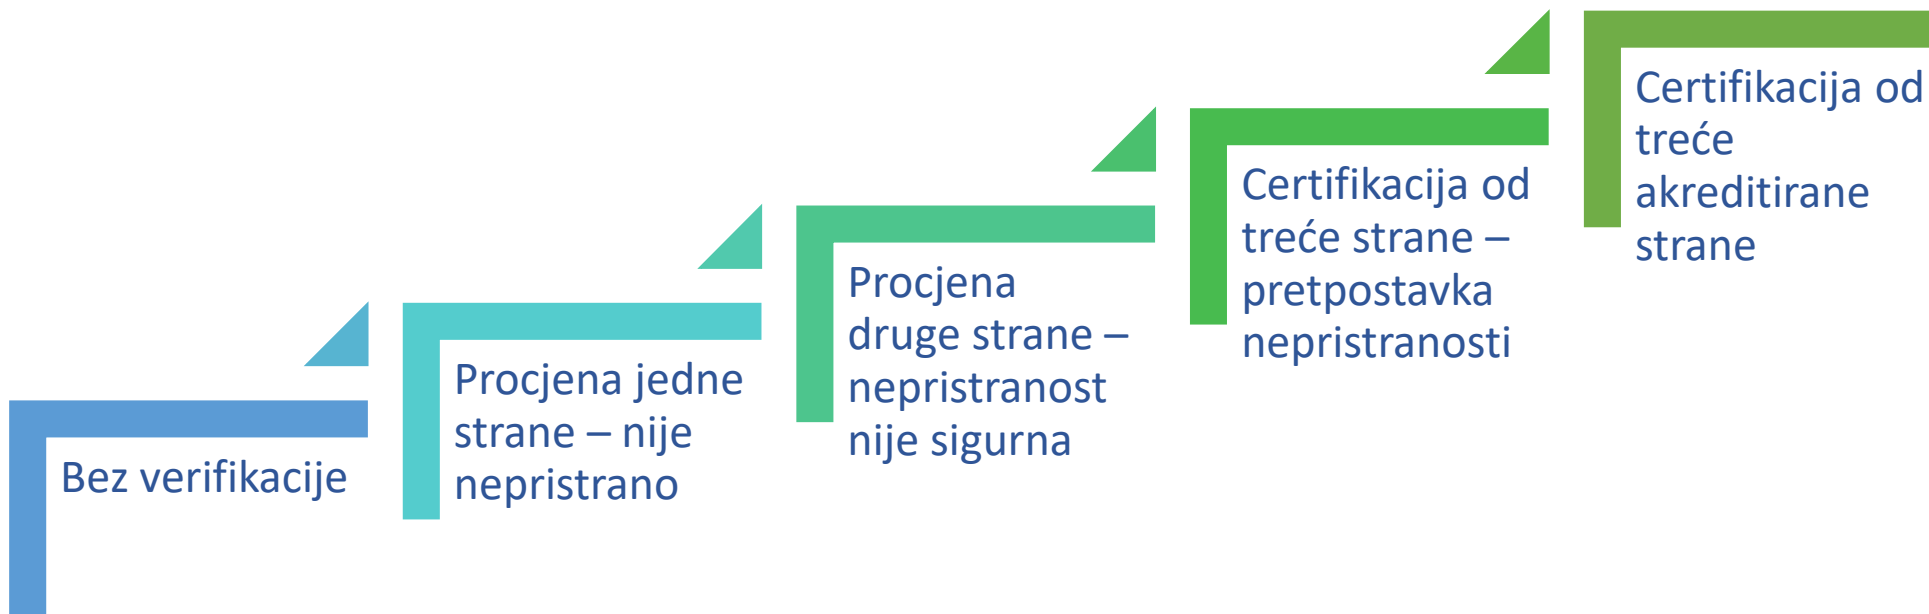 Bez verifikacije
Procjena jedne
strane – nije
nepristrano
Procjena
druge strane –
nepristranost
nije sigurna
Certifikacija od
treće strane –
pretpostavka
nepristranosti
Certifikacija od
treće
akreditirane
strane